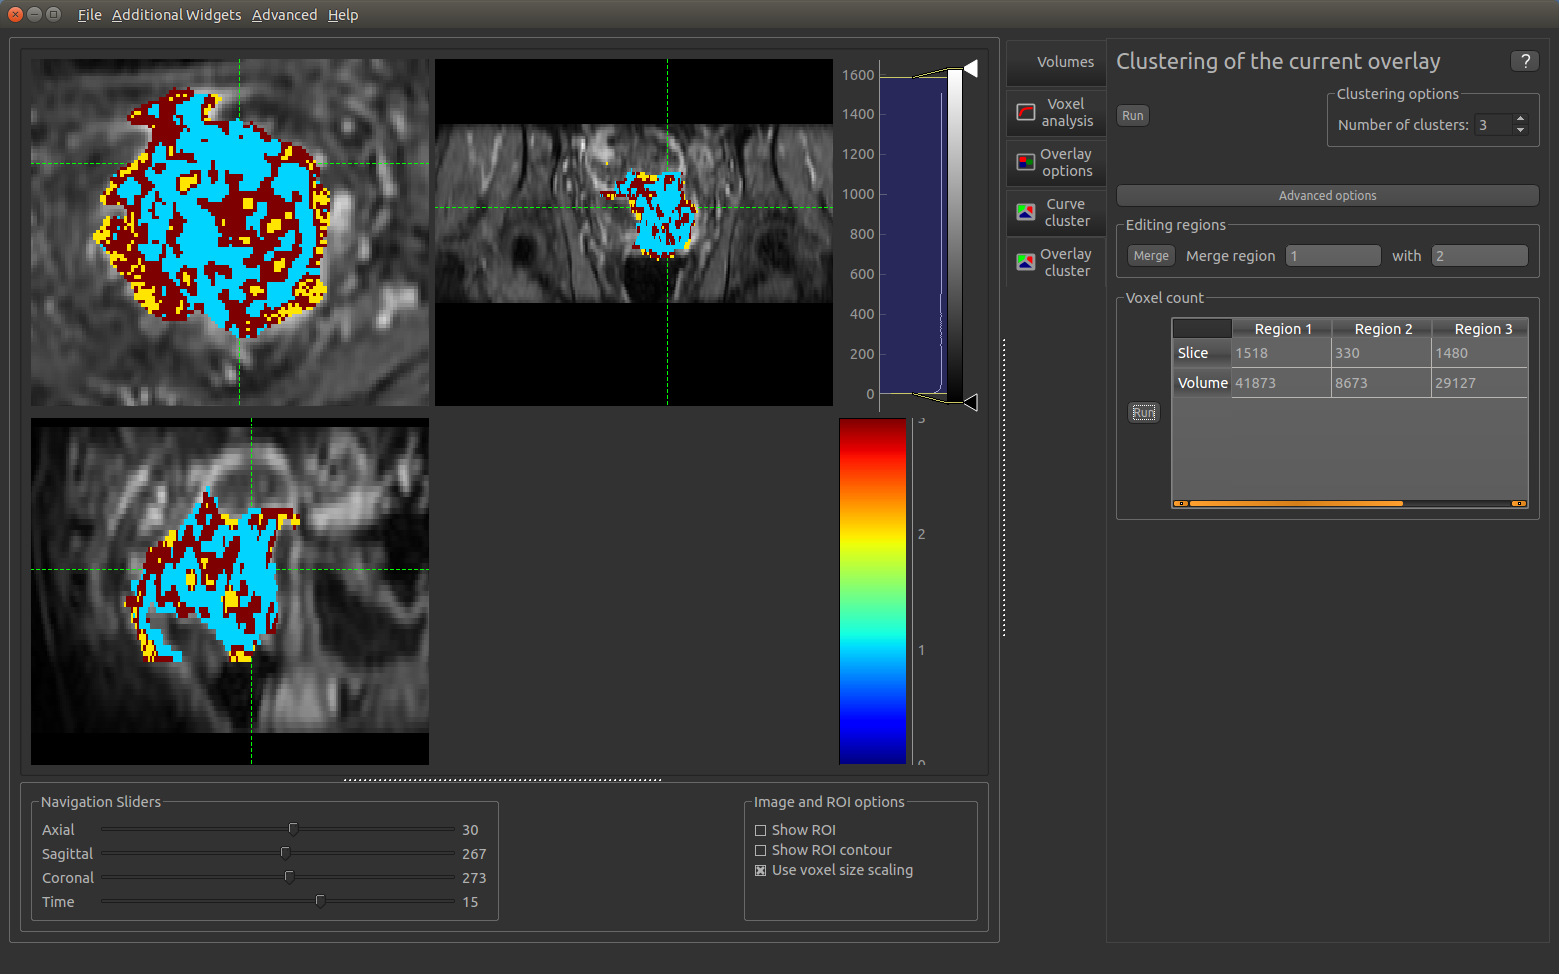 File Additional Widgets Advanced Help
1600
1400
1200
1000
800
600
400
200
0
3
2
1
0
Navigation Sliders
Axial 30
Sagittal 267
Coronal 273
Time 15
Image and ROI options
Show ROI
Show ROI contour
Use voxel size scaling
Volumes
Voxel
analysis
Overlay
options
Curve
cluster
Overlay
cluster
Clustering of the current overlay ?
Run
Clustering options
Number of clusters: 3
Advanced options
Editing regions
Merge Merge region 1 with 2
Voxel count
Run
Region 1 Region 2 Region 3
Slice 1518 330 1480
Volume 41873 8673 29127